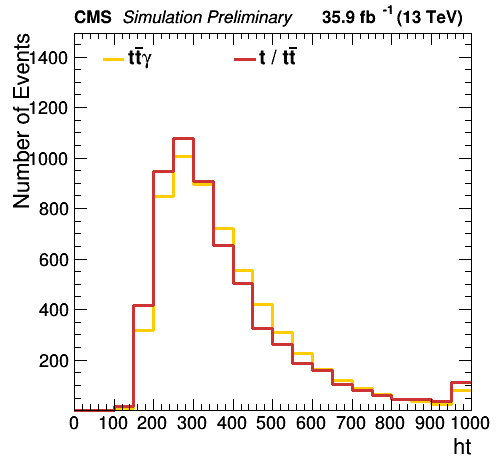 CMS Simulation Preliminary 35.9 fb⁻¹ (13 TeV)
Number of Events
tt̄γ t / tt̄
1400
1200
1000
800
600
400
200
0 100 200 300 400 500 600 700 800 900 1000
ht